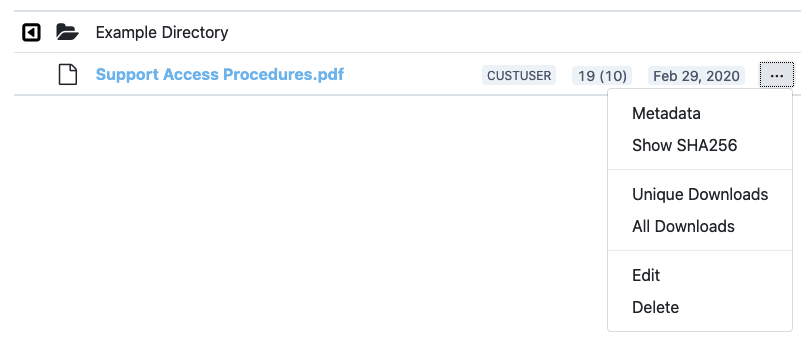 Example Directory
Support Access Procedures.pdf CUSTUSER 19 (10) Feb 29, 2020 ...
Metadata
Show SHA256
Unique Downloads
All Downloads
Edit
Delete